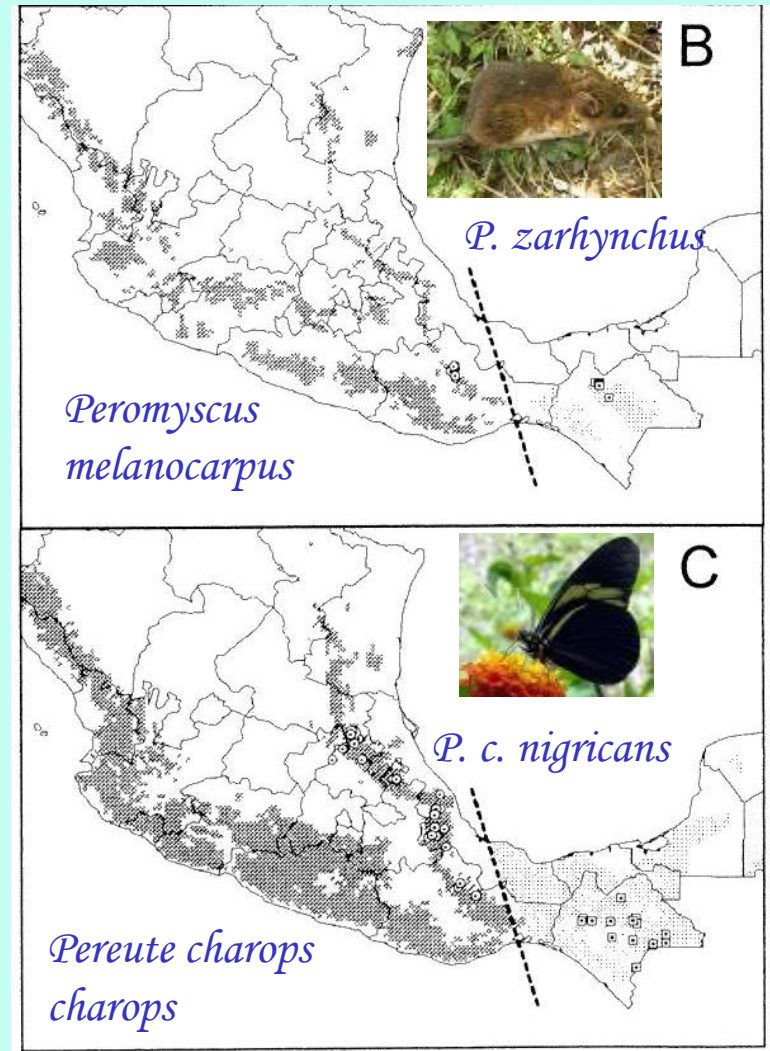 B
P. zarhynchus
Peromyscus
melanocarpus
C
P. c. nigricans
Pereute charops
charops